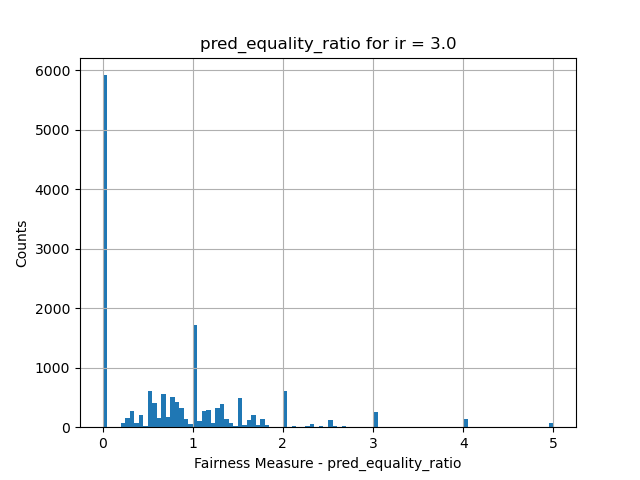 pred_equality_ratio for ir = 3.0
6000
5000
4000
3000
2000
1000
0
Counts
0 1 2 3 4 5
Fairness Measure - pred_equality_ratio